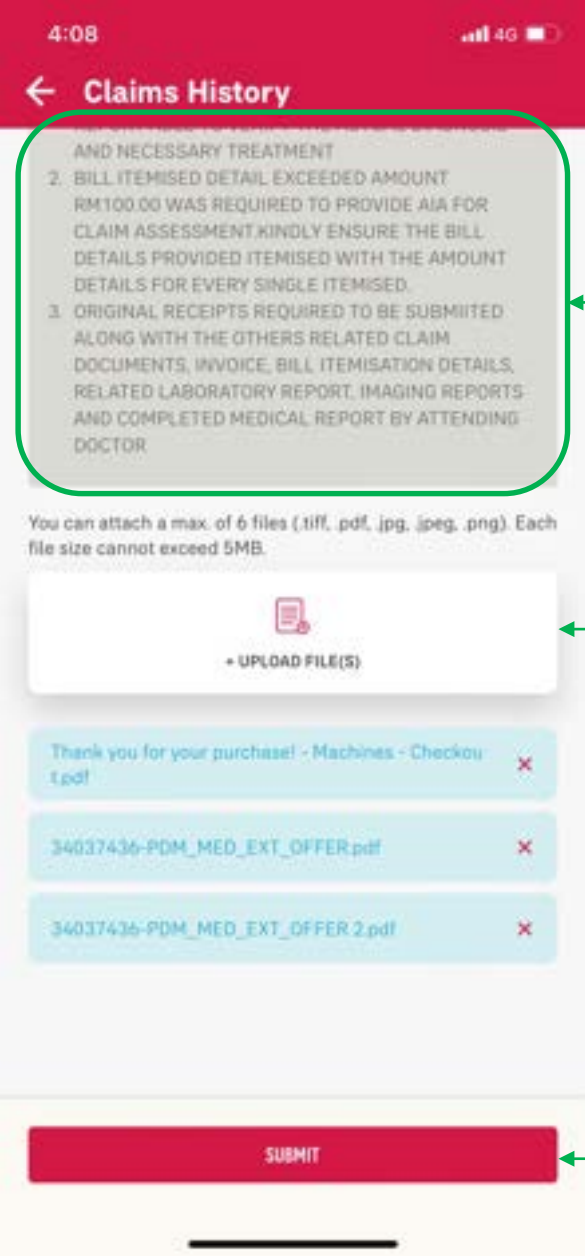 4:08
4G
Claims History
AND NECESSARY TREATMENT
2. BILL ITEMISED DETAIL EXCEEDED AMOUNT
RM100.00 WAS REQUIRED TO PROVIDE AIA FOR
CLAIM ASSESSMENT.KINDLY ENSURE THE BILL
DETAILS PROVIDED ITEMISED WITH THE AMOUNT
DETAILS FOR EVERY SINGLE ITEMISED.
3. ORIGINAL RECEIPTS REQUIRED TO BE SUBMIITED
ALONG WITH THE OTHERS RELATED CLAIM
DOCUMENTS, INVOICE, BILL ITEMISATION DETAILS,
RELATED LABORATORY REPORT, IMAGING REPORTS
AND COMPLETED MEDICAL REPORT BY ATTENDING
DOCTOR
You can attach a max. of 6 files (.tiff, .pdf, .jpg, .jpeg, .png). Each
file size cannot exceed 5MB.
+ UPLOAD FILE(S)
Thank you for your purchase! - Machines - Checkou
t.pdf
34037436-PDM_MED_EXT_OFFER.pdf
34037436-PDM_MED_EXT_OFFER 2.pdf
SUBMIT